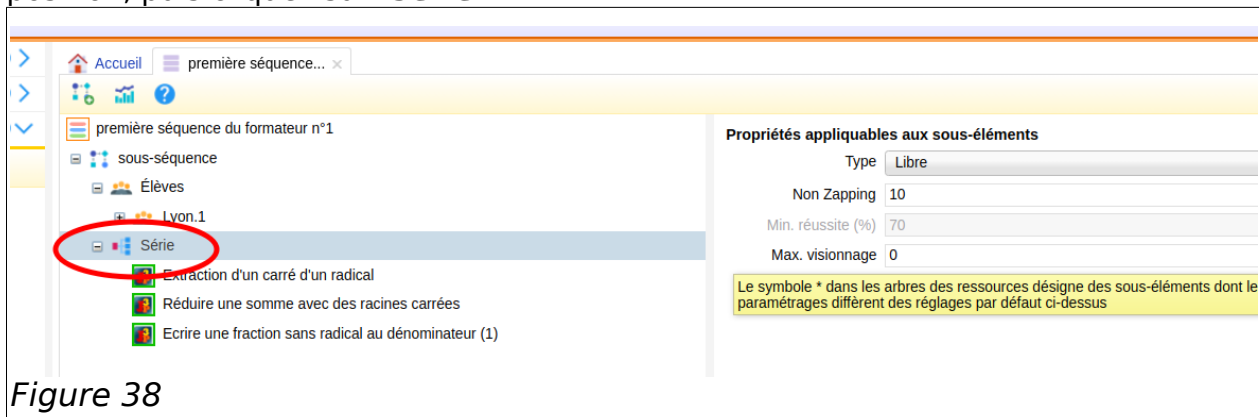 Accueil première séquence...
première séquence du formateur n°1
sous-séquence
Élèves
Lyon.1
Série
Extraction d'un carré d'un radical
Réduire une somme avec des racines carrées
Ecrire une fraction sans radical au dénominateur (1)
Propriétés appliquables aux sous-éléments
Type Libre
Non Zapping 10
Min. réussite (%) 70
Max. visionnage 0
Le symbole * dans les arbres des ressources désigne des sous-éléments dont le
paramétrages diffèrent des réglages par défaut ci-dessus
Figure 38